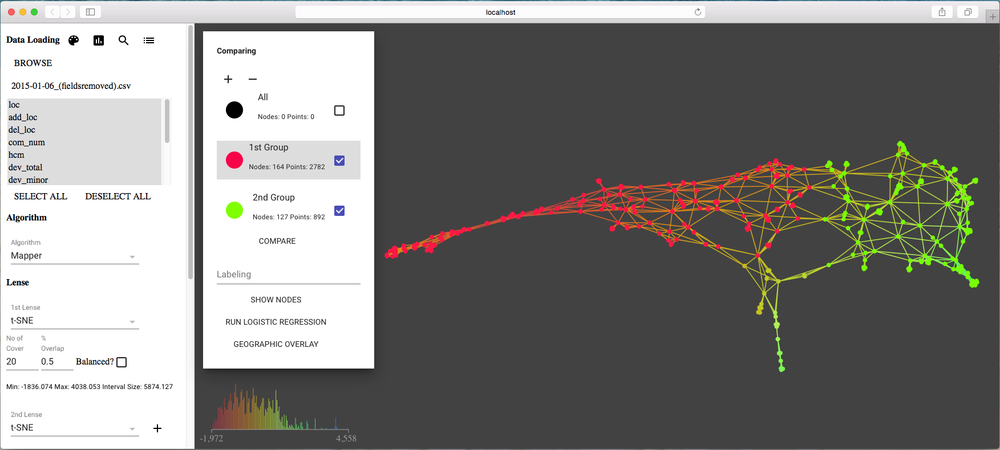 localhost
Data Loading
BROWSE
2015-01-06_(fieldsremoved).csv
loc
add_loc
del_loc
com_num
hcm
dev_total
dev_minor
SELECT ALL DESELECT ALL
Algorithm
Algorithm
Mapper
Lense
1st Lense
t-SNE
No of Cover
% Overlap
20 0.5 Balanced?
Min: -1836.074 Max: 4038.053 Interval Size: 5874.127
2nd Lense
t-SNE
Comparing
All
Nodes: 0 Points: 0
1st Group
Nodes: 164 Points: 2782
2nd Group
Nodes: 127 Points: 892
COMPARE
Labeling
SHOW NODES
RUN LOGISTIC REGRESSION
GEOGRAPHIC OVERLAY
-1,972 4,558